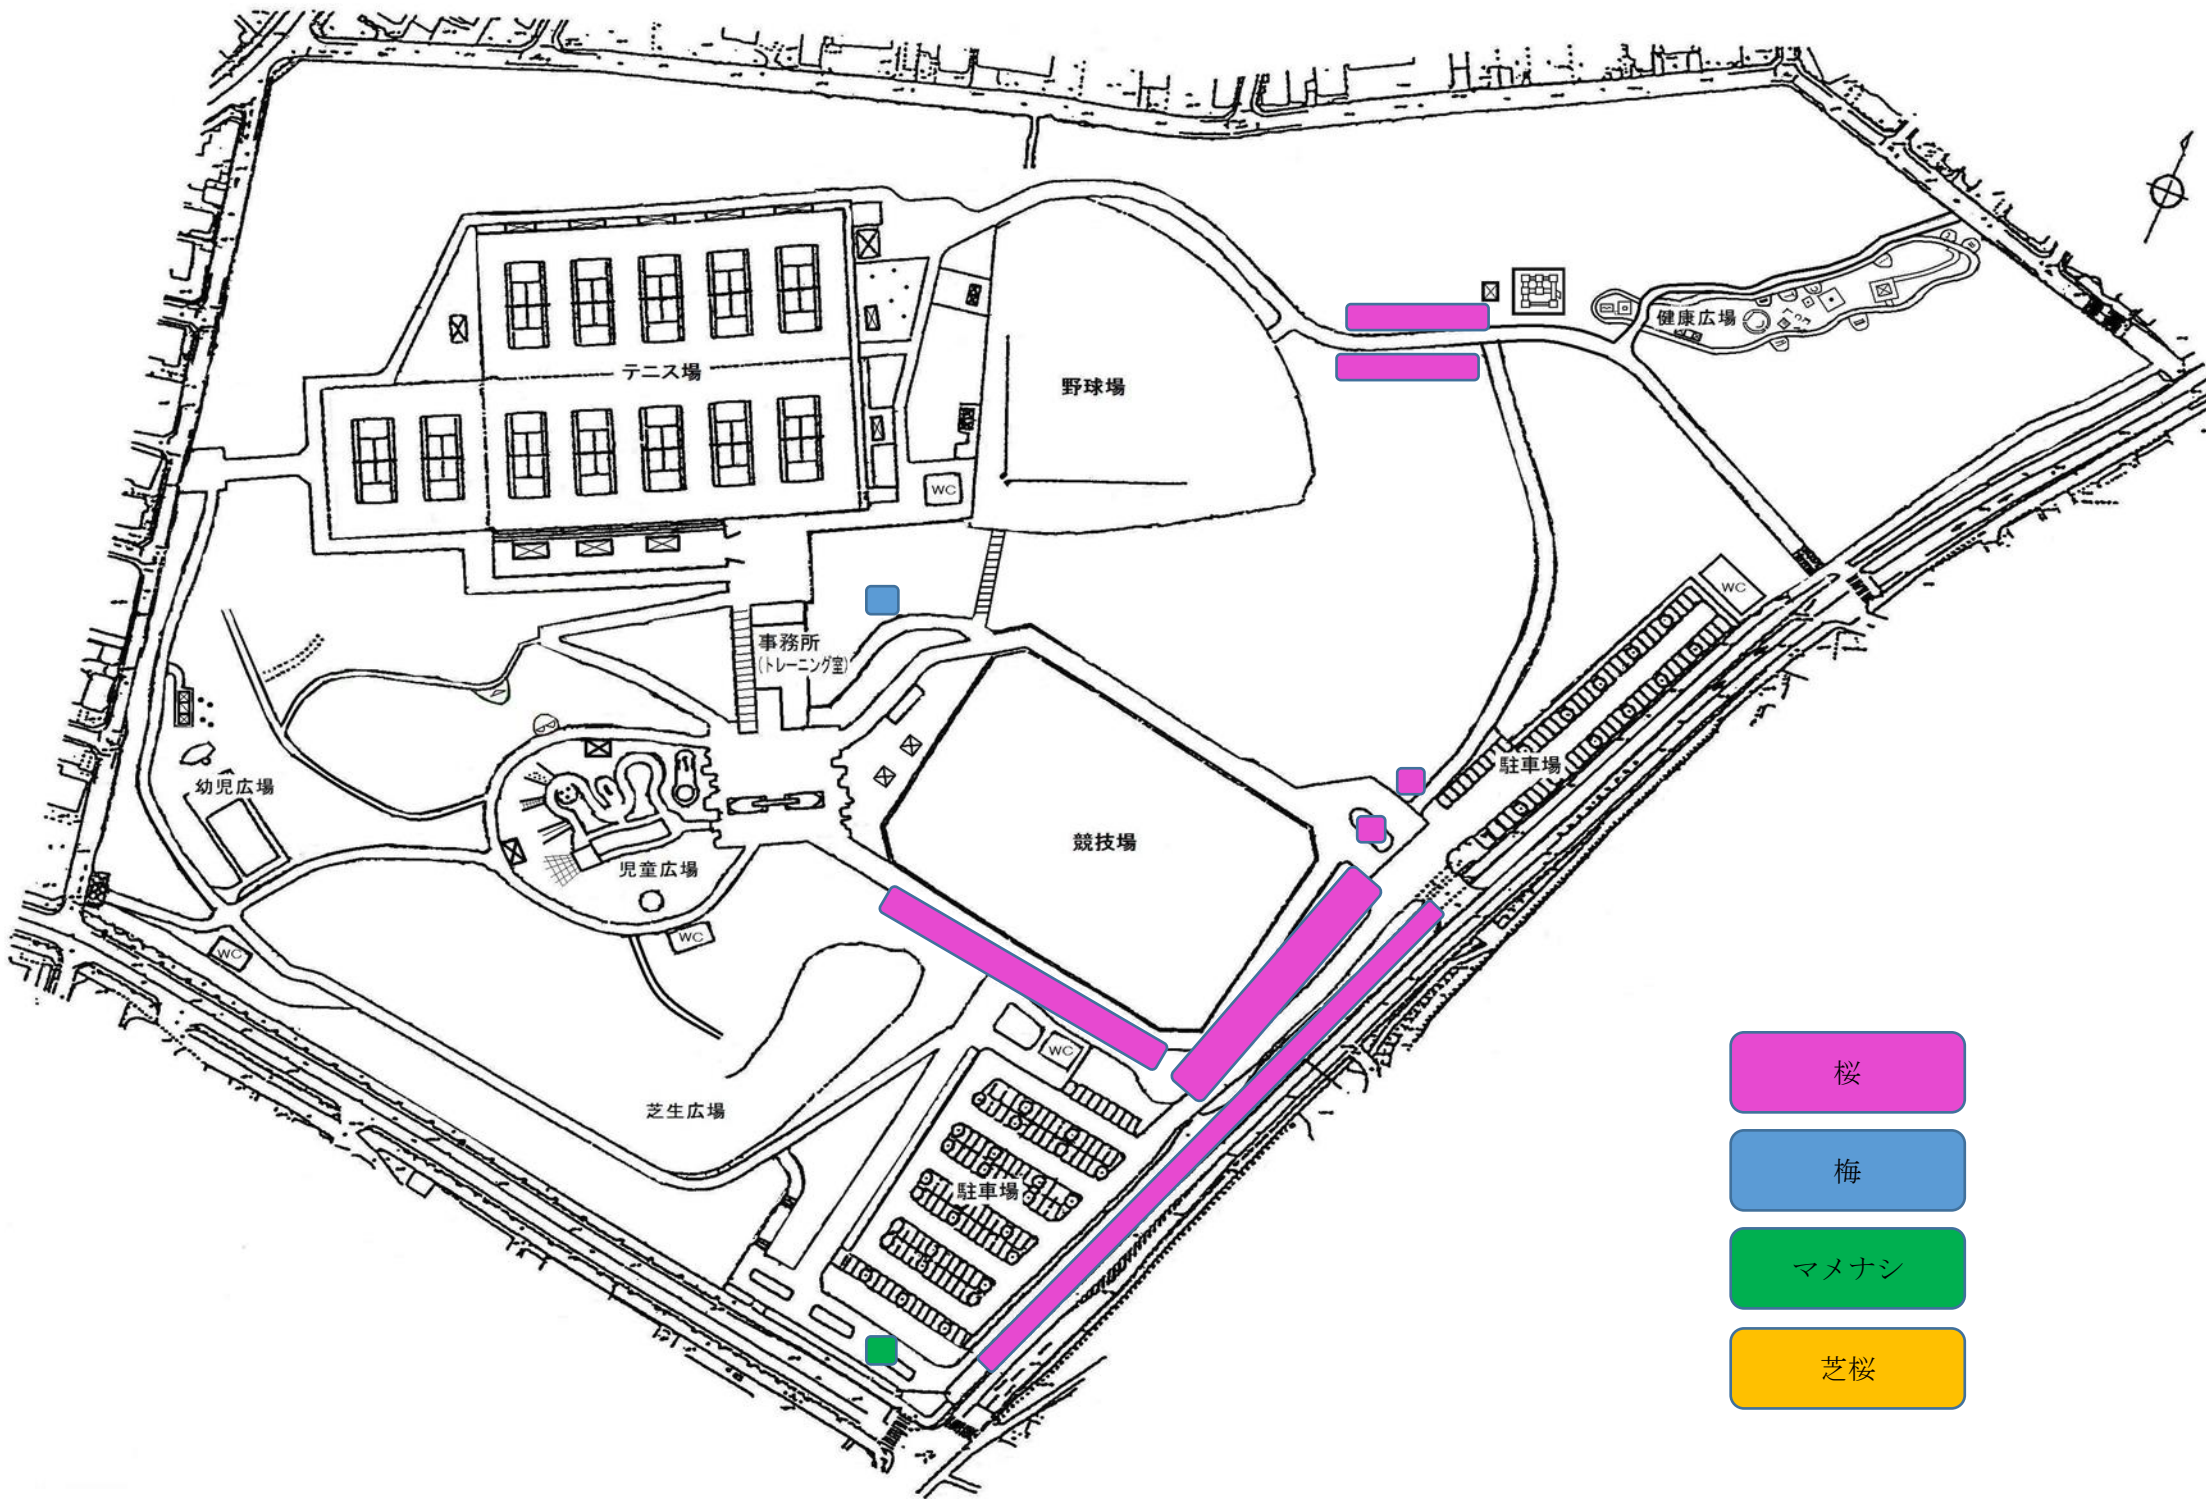 健康広場
テニス場
野球場
WC
WC
事務所
(トレーニング室)
駐車場
幼児広場
競技場
児童広場
WC
WC
WC
芝生広場
駐車場
桜
梅
マメナシ
芝桜